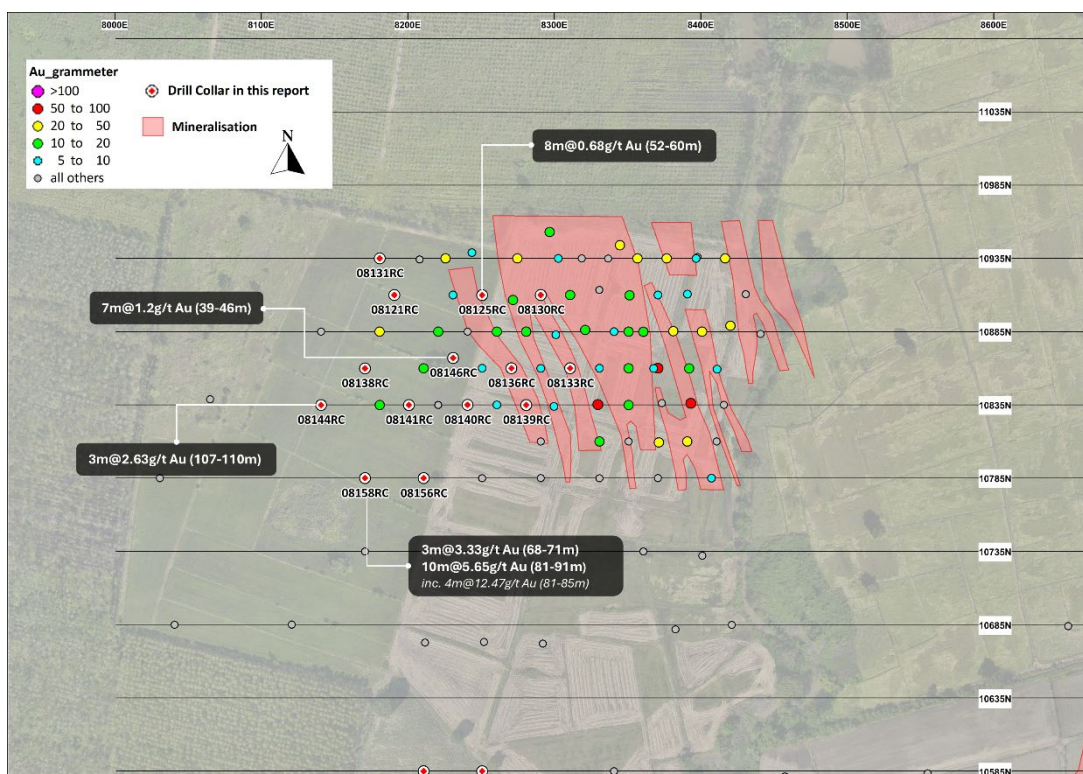 8000E 8100E 8200E 8300E 8400E 8500E 8600E
Au_grammeter
>100
50 to 100
20 to 50
10 to 20
5 to 10
all others
Drill Collar in this report
Mineralisation
N
11035N
8m@0.68g/t Au (52-60m)
10985N
10935N
08131RC
7m@1.2g/t Au (39-46m)
08121RC 08125RC 08130RC
10885N
08138RC 08146RC 08136RC 08133RC
10835N
08144RC 08141RC 08140RC 08139RC
3m@2.63g/t Au (107-110m)
10785N
08158RC 08156RC
3m@3.33g/t Au (68-71m)
10m@5.65g/t Au (81-91m)
inc. 4m@12.47g/t Au (81-85m)
10735N
10685N
10635N
10585N